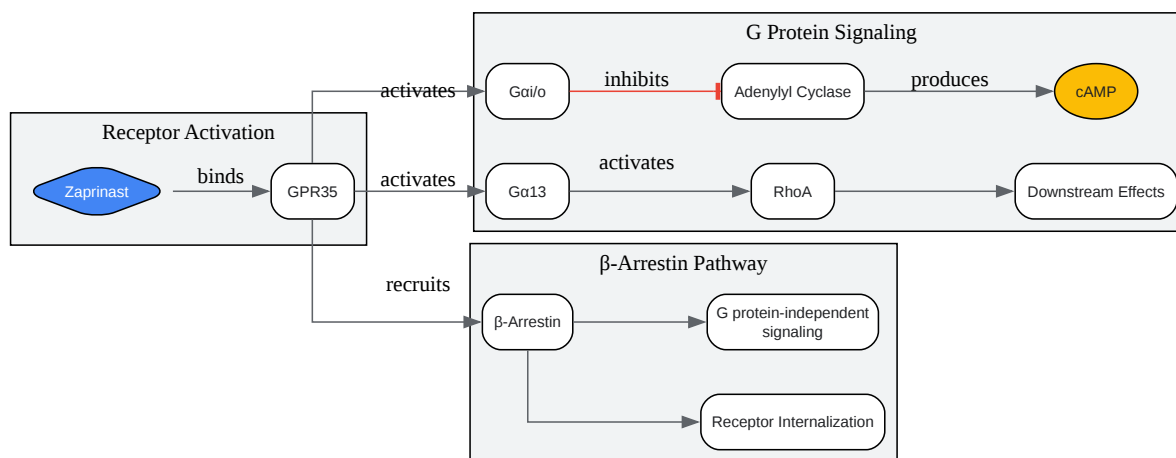 G Protein Signaling
activates
Gαi/o
inhibits
Adenylyl Cyclase
produces
cAMP
Receptor Activation
Zaprinast
binds
GPR35
activates
Gα13
activates
RhoA
Downstream Effects
β-Arrestin Pathway
recruits
β-Arrestin
G protein-independent
signaling
Receptor Internalization